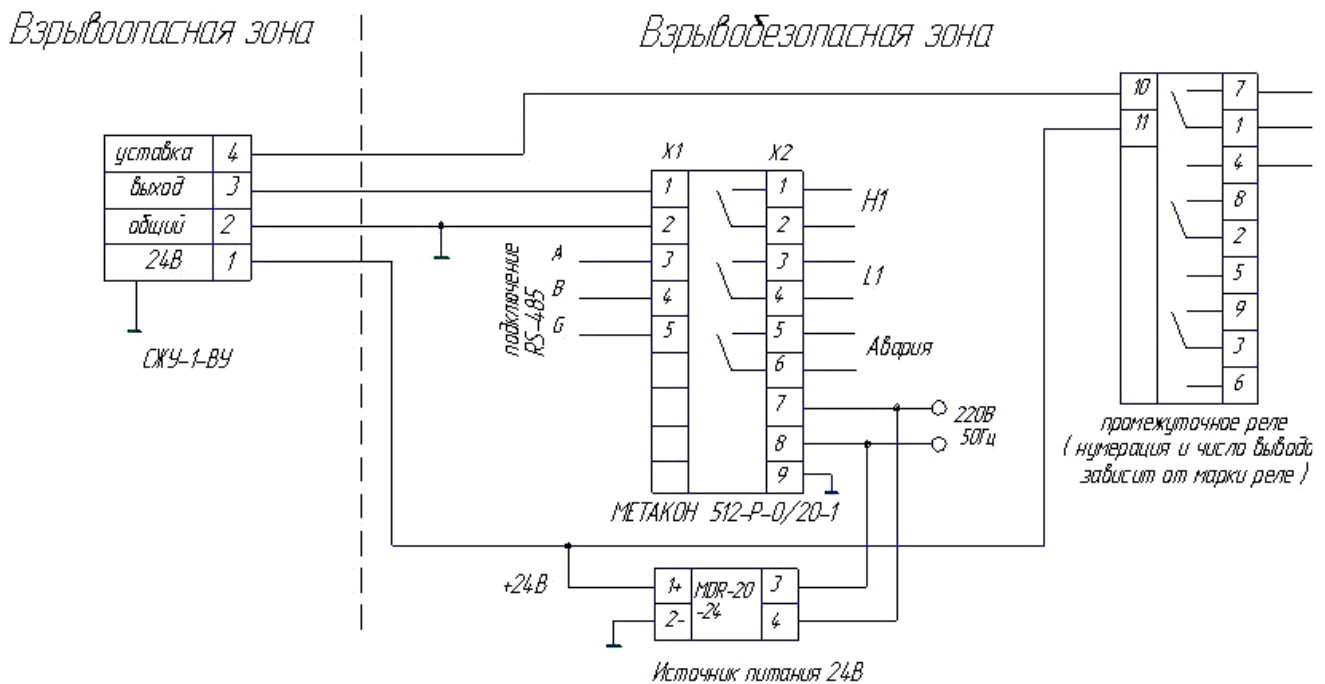 Взрывоопасная зона
Взрывобезопасная зона
уставка 4
выход 3
общий 2
24В 1
СЖУ-1-ВУ
X1
X2
1
2
3
4
5
1
2
3
4
5
6
7
8
9
H1
L1
Авария
подключение
RS-485
A
B
G
220В
50Гц
МЕТАКОН 512-Р-0/20-1
10
11
7
1
4
8
2
5
9
3
6
промежуточное реле
( нумерация и число выводо
зависит от марки реле )
+24В
1+
2-
MDR-20
-24
3
4
Источник питания 24В